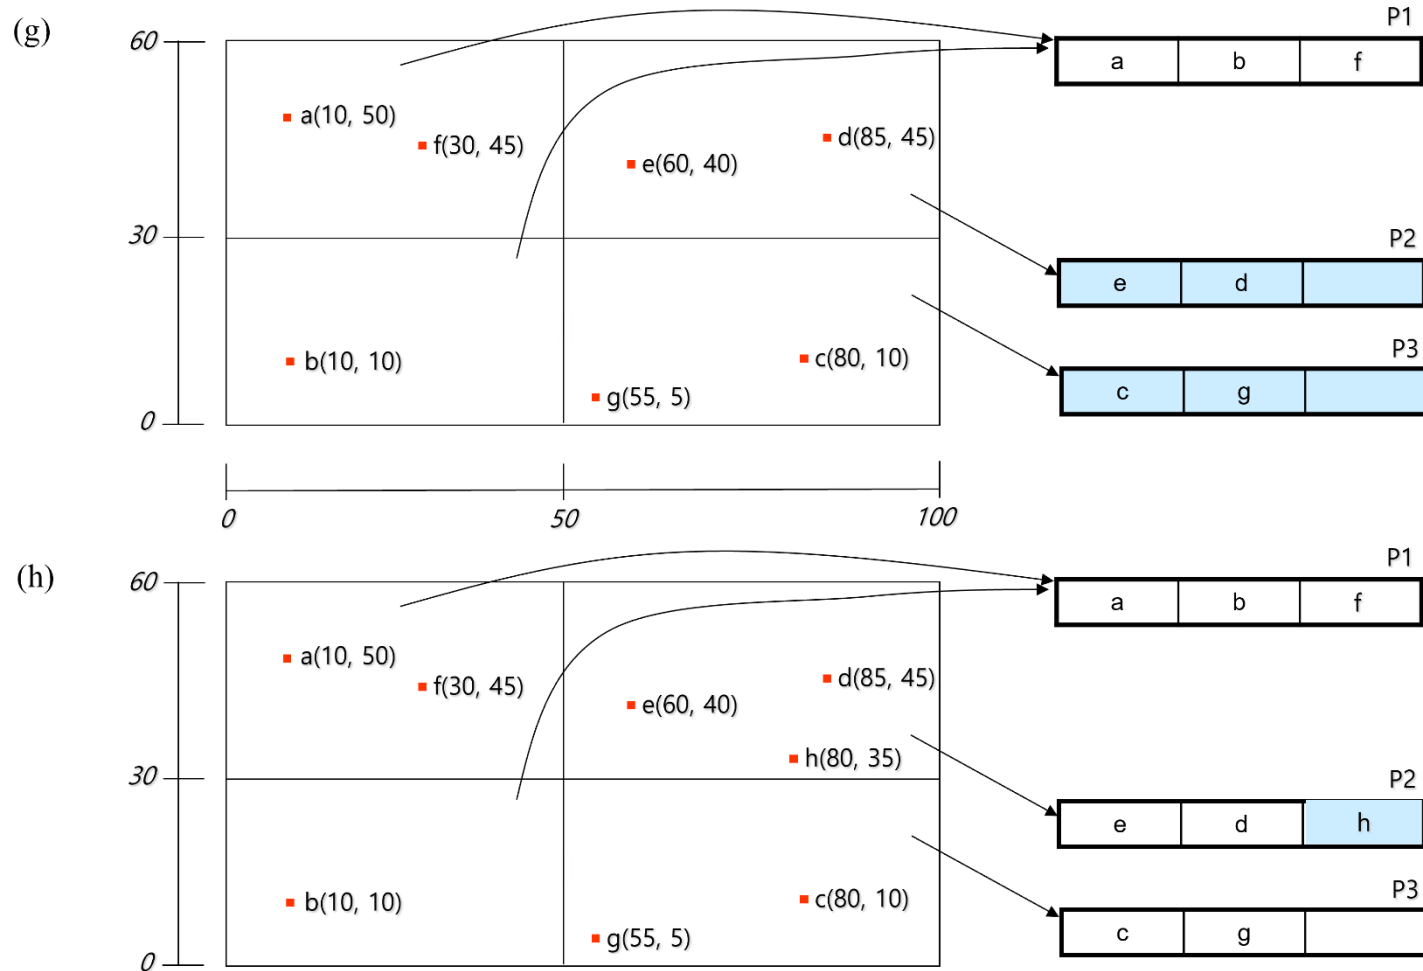 (g)
P1
60
a b f
a(10, 50)
f(30, 45)
d(85, 45)
e(60, 40)
30
P2
e d
P3
b(10, 10)
c(80, 10)
c g
g(55, 5)
0
0 50 100
(h)
P1
60
a b f
a(10, 50)
f(30, 45)
d(85, 45)
e(60, 40)
h(80, 35)
30
P2
e d h
P3
b(10, 10)
c(80, 10)
c g
g(55, 5)
0